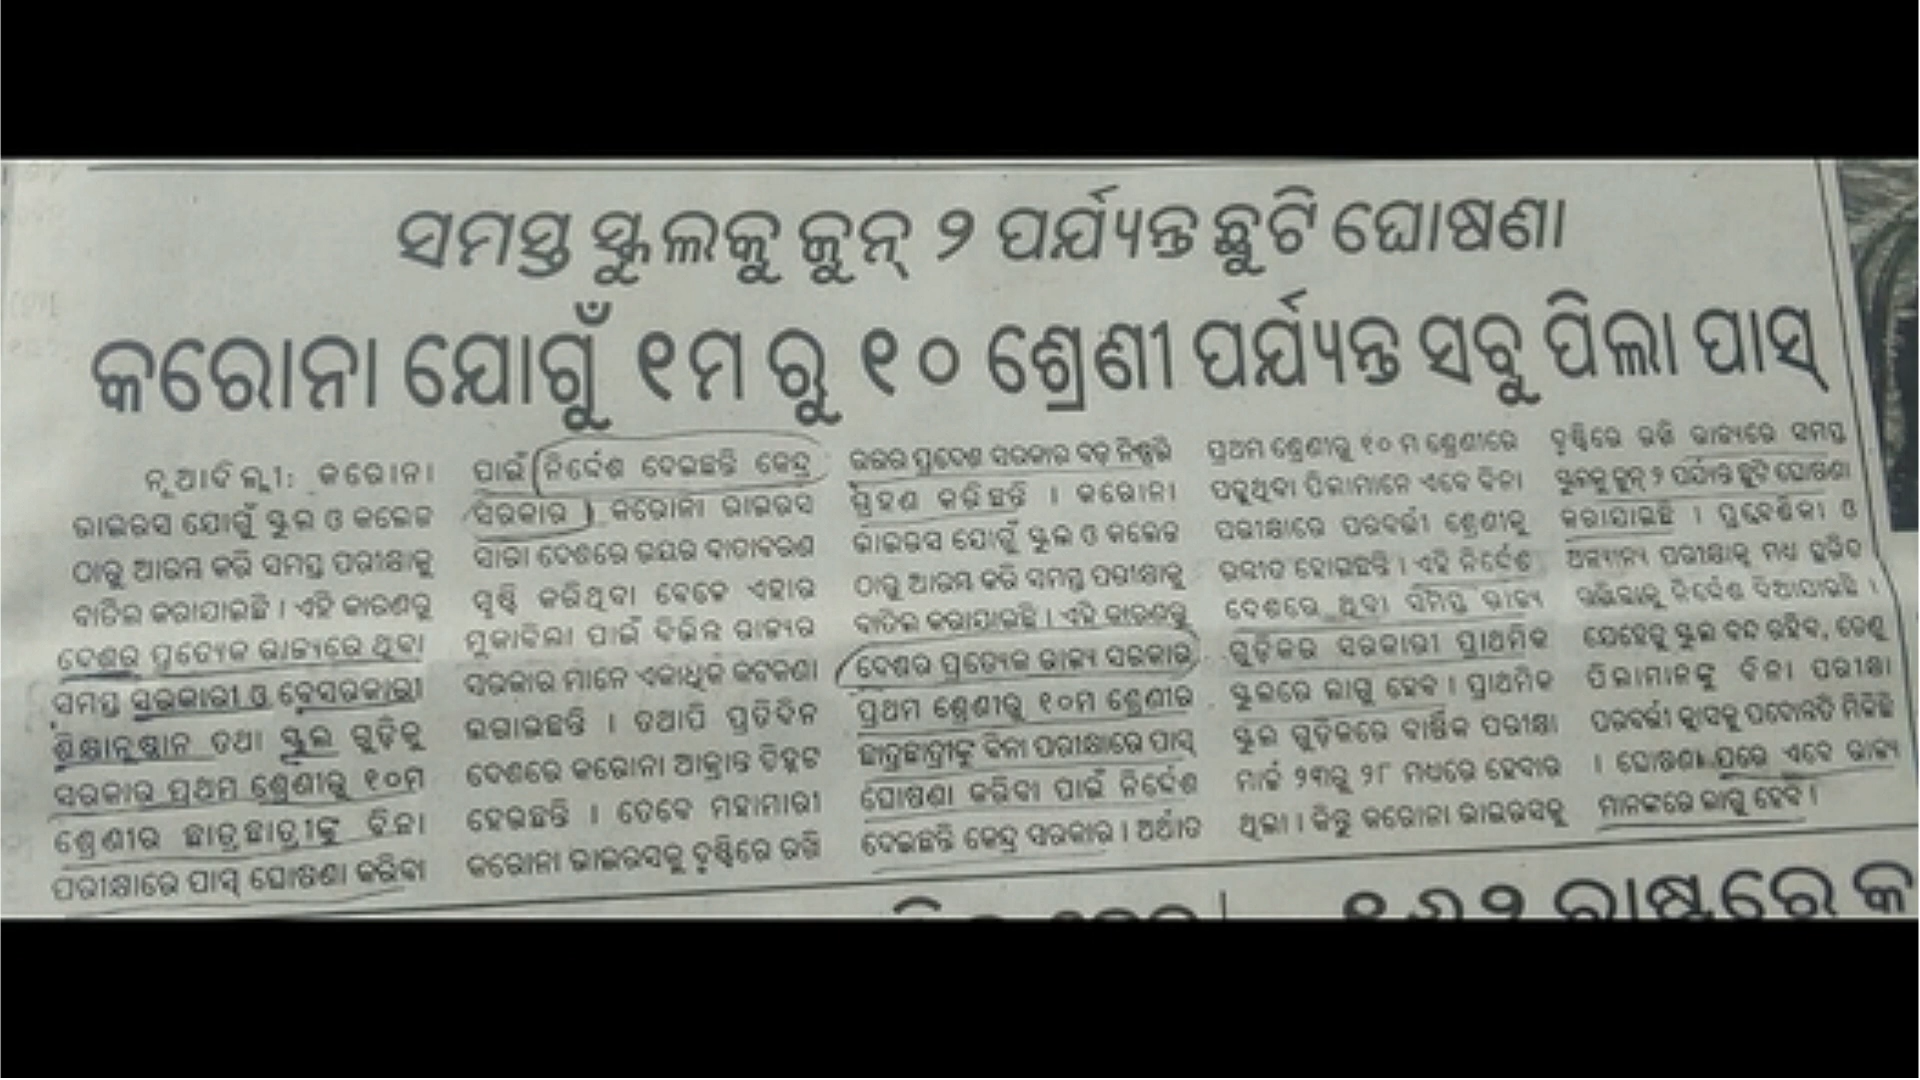 ସମସ୍ତ ସ୍କୁଲକୁ ଜୁନ୍ ୨ ପର୍ଯ୍ୟନ୍ତ ଛୁଟି ଘୋଷଣା
କରୋନା ଯୋଗୁଁ ୧ମ ରୁ ୧୦ ଶ୍ରେଣୀ ପର୍ଯ୍ୟନ୍ତ ସବୁ ପିଲା ପାସ୍
ନୂଆଦିଲ୍ଲୀ: କରୋନା
ଭାଇରସ ଯୋଗୁଁ ସ୍କୁଲ ଓ କଲେଜ
ଠାରୁ ଆରମ୍ଭ କରି ସମସ୍ତ ପରୀକ୍ଷାକୁ
ବାତିଲ କରାଯାଇଛି । ଏହି କାରଣରୁ
ଦେଶର ପ୍ରତ୍ୟେକ ରାଜ୍ୟରେ ଥିବା
ସମସ୍ତ ସରକାରୀ ଓ ବେସରକାରୀ
ଶିକ୍ଷାନୁଷ୍ଠାନ ତଥା ସ୍କୁଲ ଗୁଡ଼ିକୁ
ସରକାର ପ୍ରଥମ ଶ୍ରେଣୀରୁ ୧୦ମ
ଶ୍ରେଣୀର ଛାତ୍ରଛାତ୍ରୀଙ୍କୁ ବିନା
ପରୀକ୍ଷାରେ ପାସ୍ ଘୋଷଣା କରିବା
ପାଇଁ ନିର୍ଦ୍ଦେଶ ଦେଇଛନ୍ତି କେନ୍ଦ୍ର
ସରକାର । କରୋନା ଭାଇରସ
ସାରା ଦେଶରେ ଭୟର ବାତାବରଣ
ସୃଷ୍ଟି କରିଥିବା ବେଳେ ଏହାର
ମୁକାବିଲା ପାଇଁ ବିଭିନ୍ନ ରାଜ୍ୟର
ସରକାର ମାନେ ଏକାଧିକ କଟକଣା
ଲଗାଇଛନ୍ତି । ତଥାପି ପ୍ରତିଦିନ
ଦେଶରେ କରୋନା ଆକ୍ରାନ୍ତ ଚିହ୍ନଟ
ହେଉଛନ୍ତି । ତେବେ ମହାମାରୀ
କରୋନା ଭାଇରସକୁ ଦୃଷ୍ଟିରେ ରଖି
ଉତ୍ତର ପ୍ରଦେଶ ସରକାର ବଡ଼ ନିଷ୍ପତ୍ତି
ଗ୍ରହଣ କରିଛନ୍ତି । କରୋନା
ଭାଇରସ ଯୋଗୁଁ ସ୍କୁଲ ଓ କଲେଜ
ଠାରୁ ଆରମ୍ଭ କରି ସମସ୍ତ ପରୀକ୍ଷାକୁ
ବାତିଲ କରାଯାଇଛି । ଏହି କାରଣରୁ
ଦେଶର ପ୍ରତ୍ୟେକ ରାଜ୍ୟ ସରକାର
ପ୍ରଥମ ଶ୍ରେଣୀରୁ ୧୦ମ ଶ୍ରେଣୀର
ଛାତ୍ରଛାତ୍ରୀଙ୍କୁ ବିନା ପରୀକ୍ଷାରେ ପାସ୍
ଘୋଷଣା କରିବା ପାଇଁ ନିର୍ଦ୍ଦେଶ
ଦେଇଛନ୍ତି କେନ୍ଦ୍ର ସରକାର । ଅର୍ଥାତ
ପ୍ରଥମ ଶ୍ରେଣୀରୁ ୧୦ ମ ଶ୍ରେଣୀରେ
ପଢୁଥିବା ପିଲାମାନେ ଏବେ ବିନା
ପରୀକ୍ଷାରେ ପରବର୍ତ୍ତୀ ଶ୍ରେଣୀକୁ
ଉତ୍ତୀର୍ଣ୍ଣ ହୋଇଛନ୍ତି । ଏହି ନିର୍ଦ୍ଦେଶ
ଦେଶରେ ଥିବା ସମସ୍ତ ରାଜ୍ୟ
ଗୁଡ଼ିକର ସରକାରୀ ପ୍ରାଥମିକ
ସ୍କୁଲରେ ଲାଗୁ ହେବ । ପ୍ରାଥମିକ
ସ୍କୁଲ ଗୁଡ଼ିକରେ ବାର୍ଷିକ ପରୀକ୍ଷା
ମାର୍ଚ୍ଚ ୨୩ରୁ ୨୮ ମଧ୍ୟରେ ହେବାର
ଥିଲା । କିନ୍ତୁ କରୋନା ଭାଇରସକୁ
ଦୃଷ୍ଟିରେ ରଖି ରାଜ୍ୟରେ ସମସ୍ତ
ସ୍କୁଲକୁ ଜୁନ୍ ୨ ପର୍ଯ୍ୟନ୍ତ ଛୁଟି ଘୋଷଣା
କରାଯାଇଛି । ପ୍ରବେଶିକା ଓ
ଅନ୍ୟାନ୍ୟ ପରୀକ୍ଷାକୁ ମଧ୍ୟ ସ୍ଥଗିତ
ରଖିବାକୁ ନିର୍ଦ୍ଦେଶ ଦିଆଯାଇଛି ।
ଯେହେତୁ ସ୍କୁଲ ବନ୍ଦ ରହିବ, ତେଣୁ
ପିଲାମାନଙ୍କୁ ବିନା ପରୀକ୍ଷା
ପରବର୍ତ୍ତୀ କ୍ଲାସକୁ ପଦୋନ୍ନତି ମିଳିଛି
। ଘୋଷଣା ପରେ ଏବେ ରାଜ୍ୟ
ମାନଙ୍କରେ ଲାଗୁ ହେବ ।
୧୬୨ ରାଷ୍ଟ୍ରରେ କ